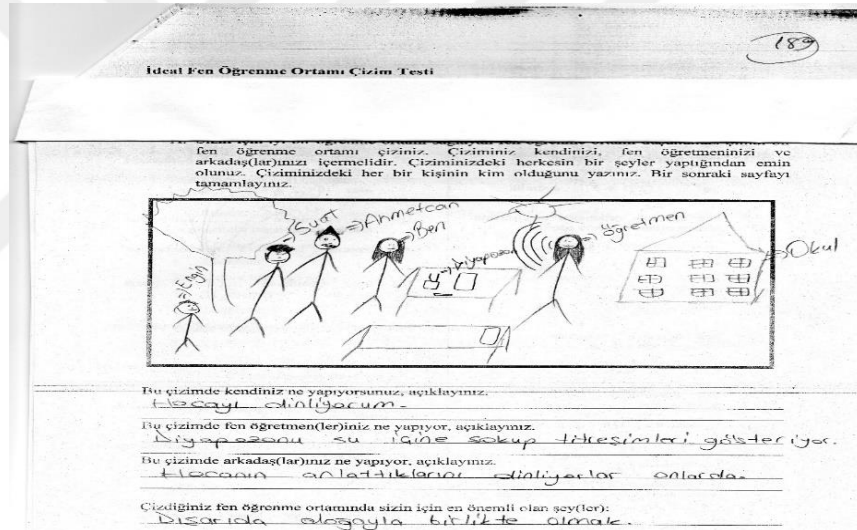 189
İdeal Fen Öğrenme Ortamı Çizim Testi
fen öğrenme ortamı çiziniz. Çiziminiz kendinizi, fen öğretmeninizi ve
arkadaş(lar)ınızı içermelidir. Çiziminizdeki herkesin bir şeyler yaptığından emin
olunuz. Çiziminizdeki her bir kişinin kim olduğunu yazınız. Bir sonraki sayfayı
tamamlayınız.
Suat
Ahmetcan
Ben
Diyapozon
öğretmen
Okul
Engin
Bu çizimde kendiniz ne yapıyorsunuz, açıklayınız.
Hocayı dinliyorum.
Bu çizimde fen öğretmen(ler)iniz ne yapıyor, açıklayınız.
Diyapozonu su içine sokup titreşimleri gösteriyor.
Bu çizimde arkadaş(lar)ınız ne yapıyor, açıklayınız.
Hocanın anlattıklarını dinliyorlar onlarda.
Çizdiğiniz fen öğrenme ortamında sizin için en önemli olan şey(ler):
Dışarıda doğayla birlikte olmak.